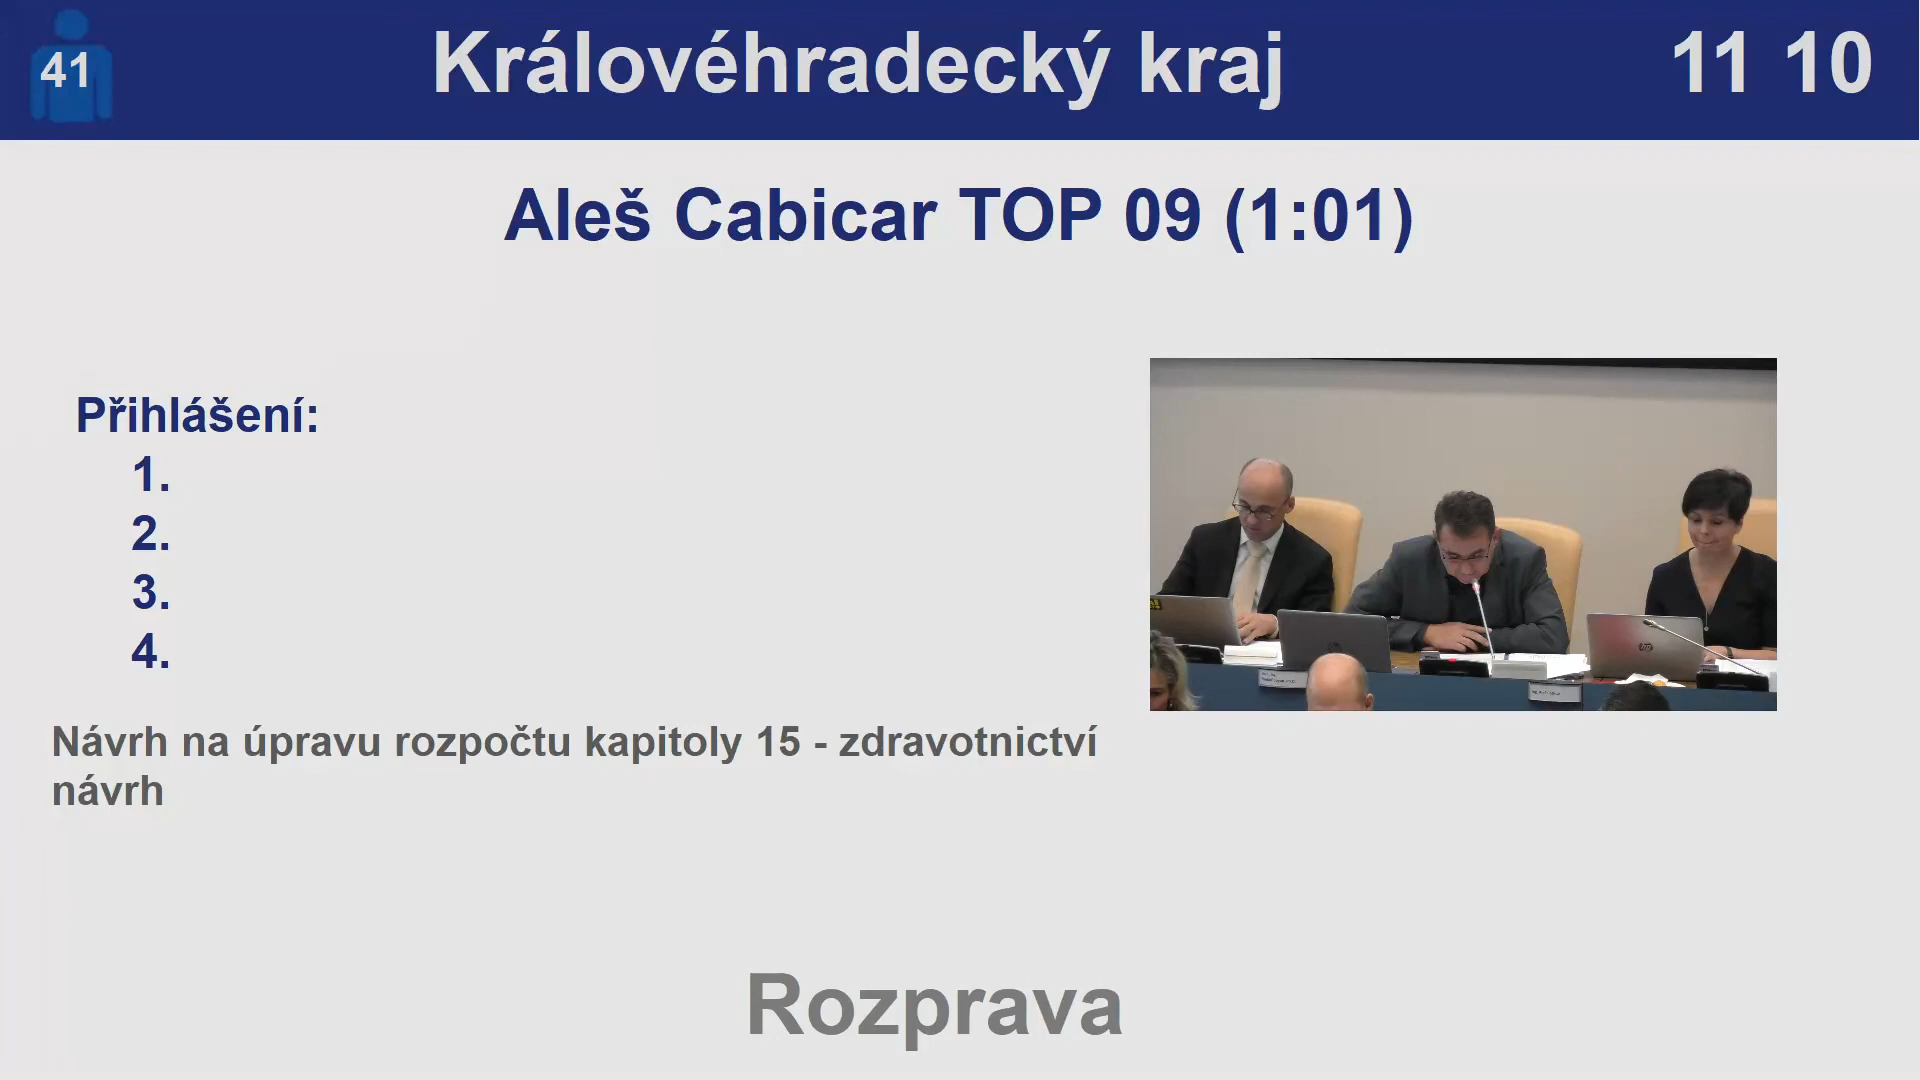 41
Královéhradecký kraj
11 10
Aleš Cabicar TOP 09 (1:01)
Přihlášení:
1.
2.
3.
4.
Návrh na úpravu rozpočtu kapitoly 15 - zdravotnictví
návrh
hp
Rozprava